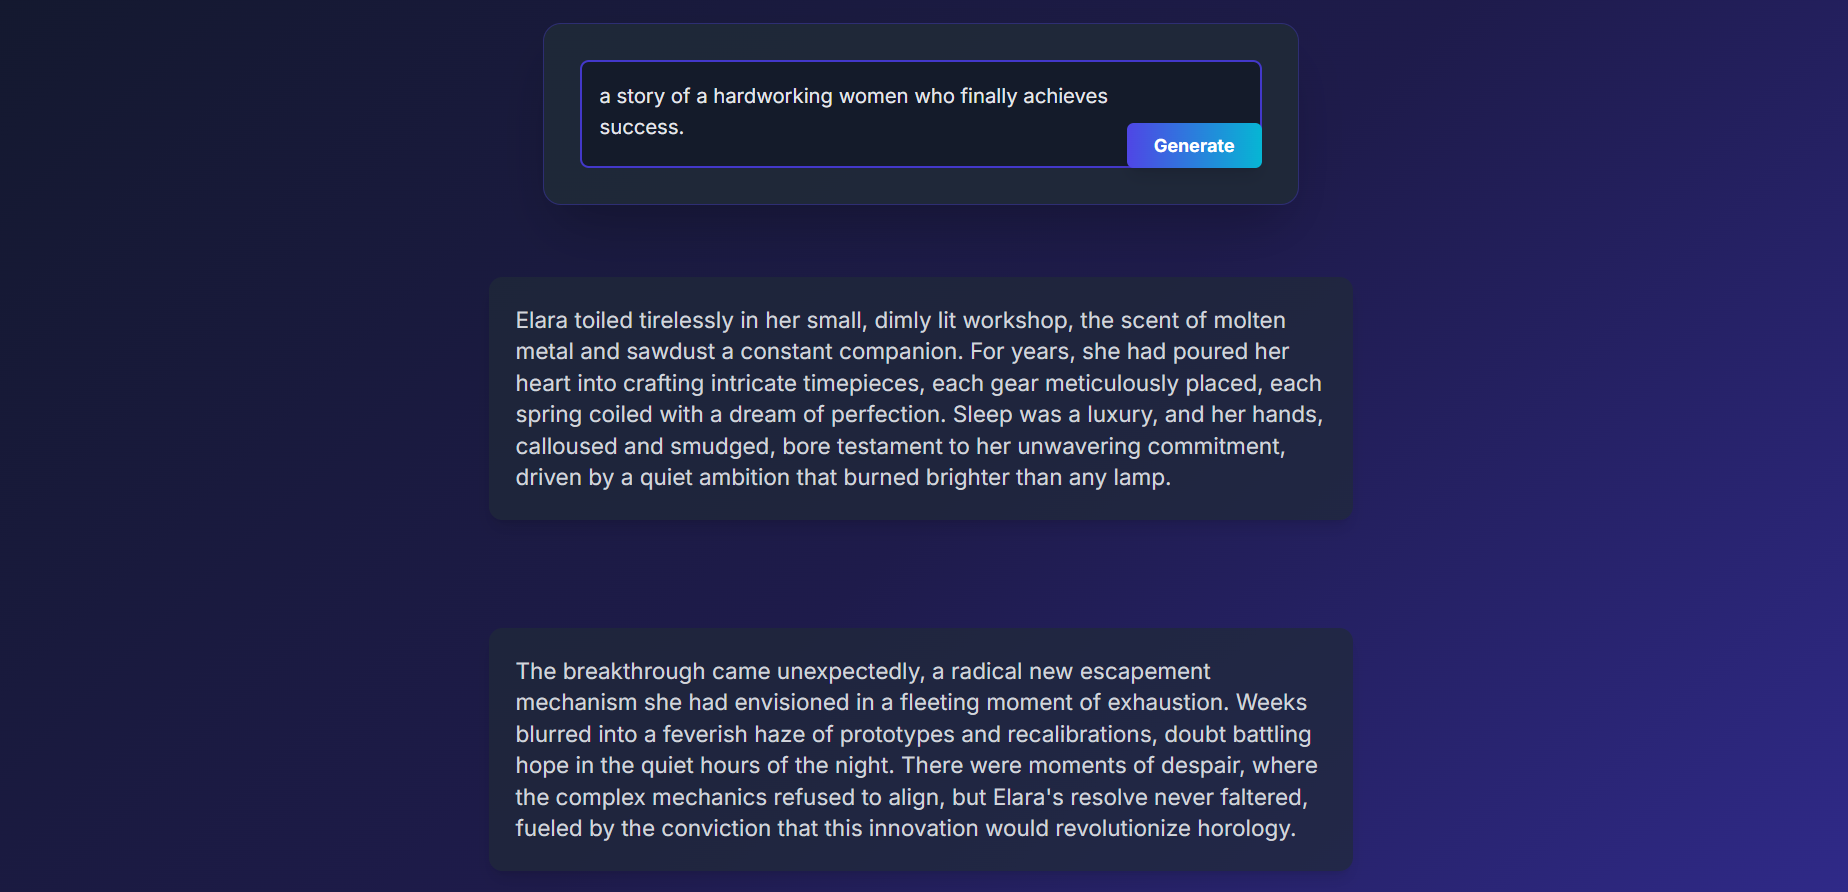 a story of a hardworking women who finally achieves
success.
Generate
Elara toiled tirelessly in her small, dimly lit workshop, the scent of molten
metal and sawdust a constant companion. For years, she had poured her
heart into crafting intricate timepieces, each gear meticulously placed, each
spring coiled with a dream of perfection. Sleep was a luxury, and her hands,
calloused and smudged, bore testament to her unwavering commitment,
driven by a quiet ambition that burned brighter than any lamp.
The breakthrough came unexpectedly, a radical new escapement
mechanism she had envisioned in a fleeting moment of exhaustion. Weeks
blurred into a feverish haze of prototypes and recalibrations, doubt battling
hope in the quiet hours of the night. There were moments of despair, where
the complex mechanics refused to align, but Elara's resolve never faltered,
fueled by the conviction that this innovation would revolutionize horology.